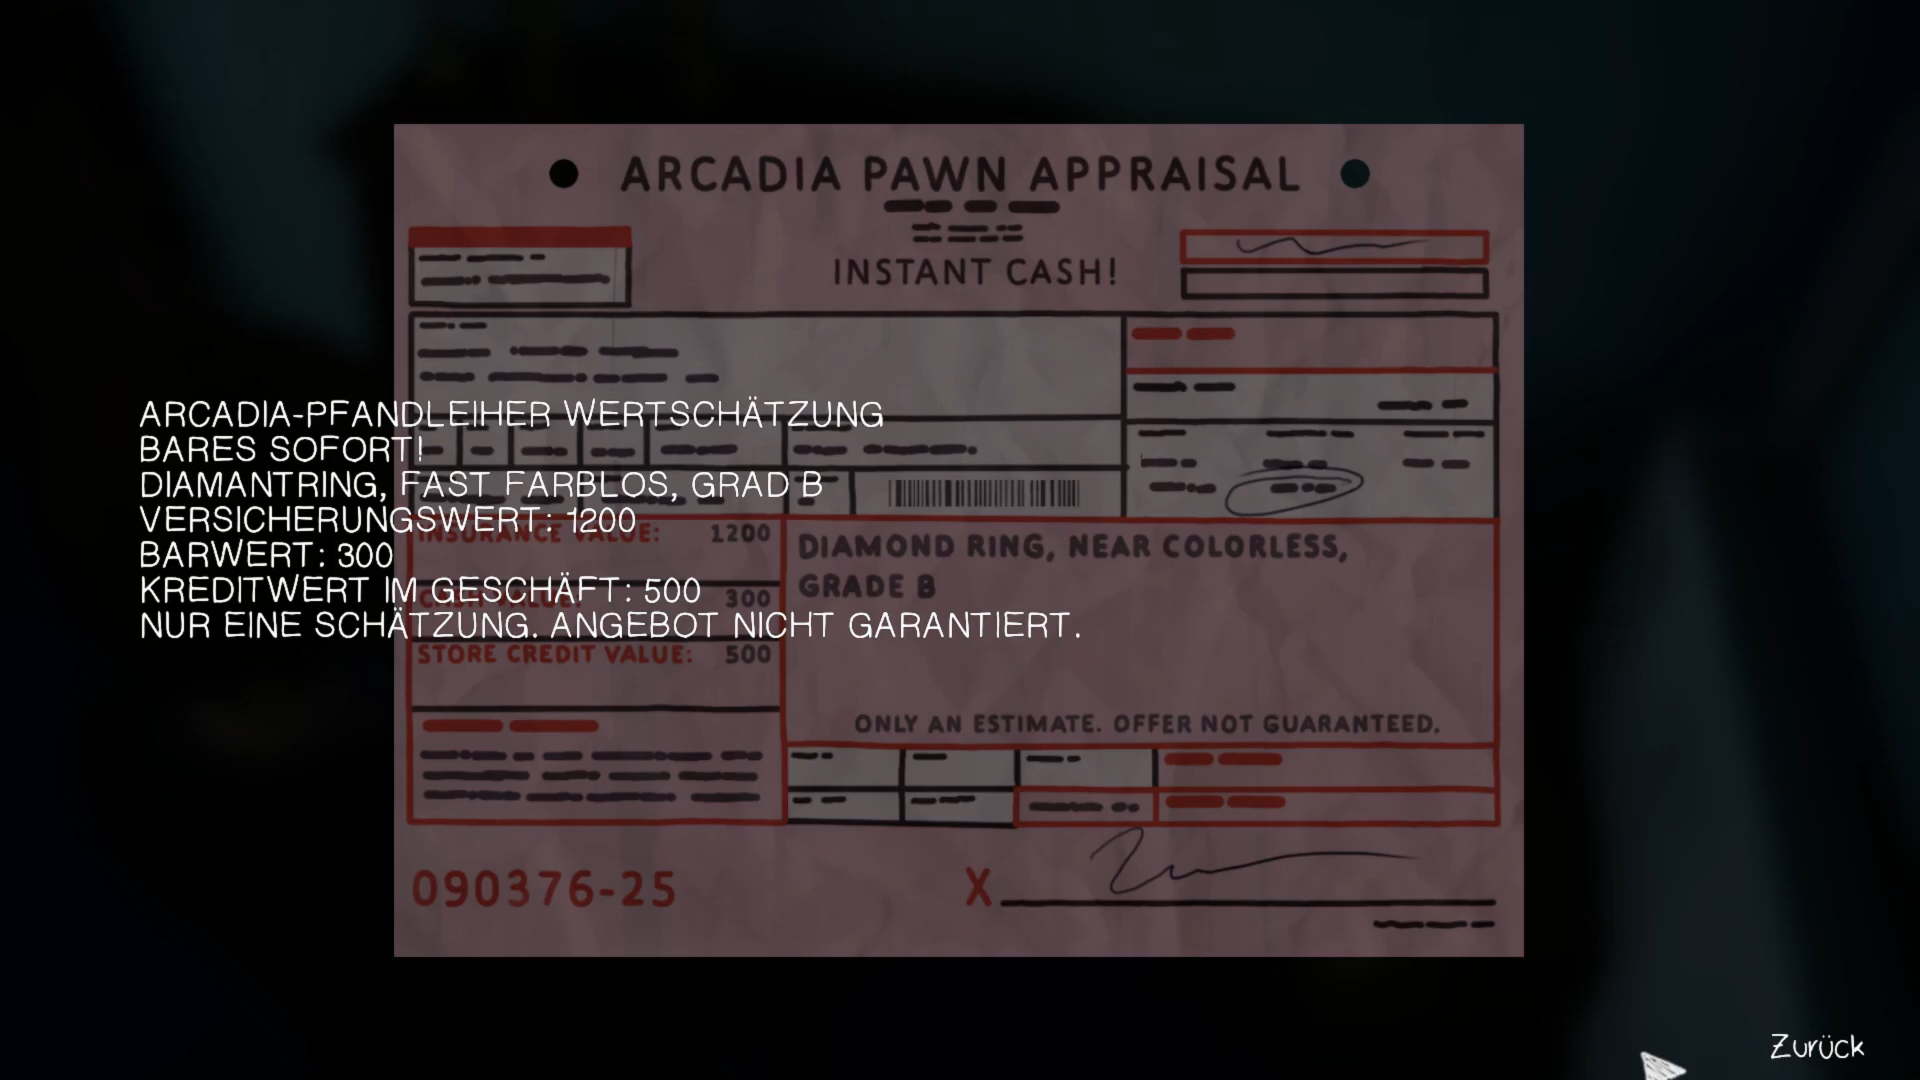 ARCADIA PAWN APPRAISAL
INSTANT CASH!
ARCADIA-PFANDLEIHER WERTSCHÄTZUNG
BARES SOFORT!
DIAMANTRING, FAST FARBLOS, GRAD B
VERSICHERUNGSWERT: 1200
BARWERT: 300
KREDITWERT IM GESCHÄFT: 500
NUR EINE SCHÄTZUNG. ANGEBOT NICHT GARANTIERT.
INSURANCE VALUE: 1200
CASH VALUE: 300
STORE CREDIT VALUE: 500
DIAMOND RING, NEAR COLORLESS,
GRADE B
ONLY AN ESTIMATE. OFFER NOT GUARANTEED.
090376-25
X
Zurück